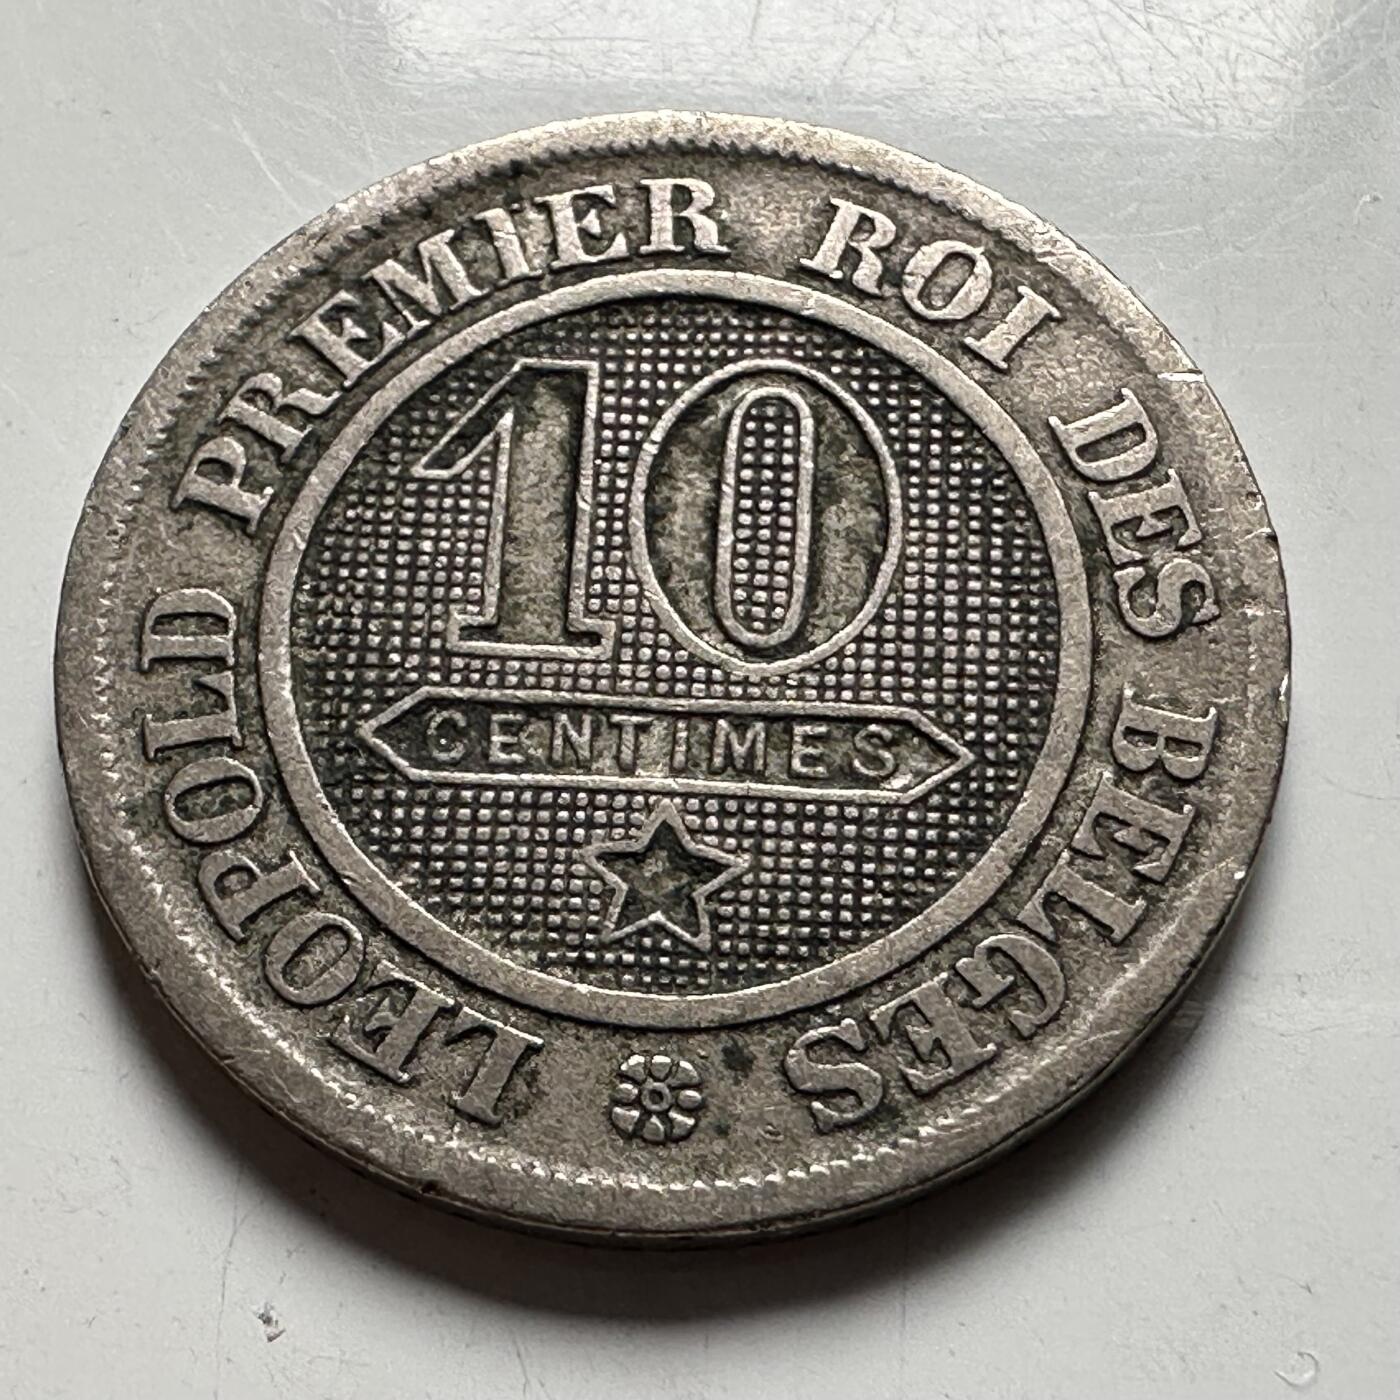 LEOPOLD PREMIER ROI DES BELGES
10
CENTIMES